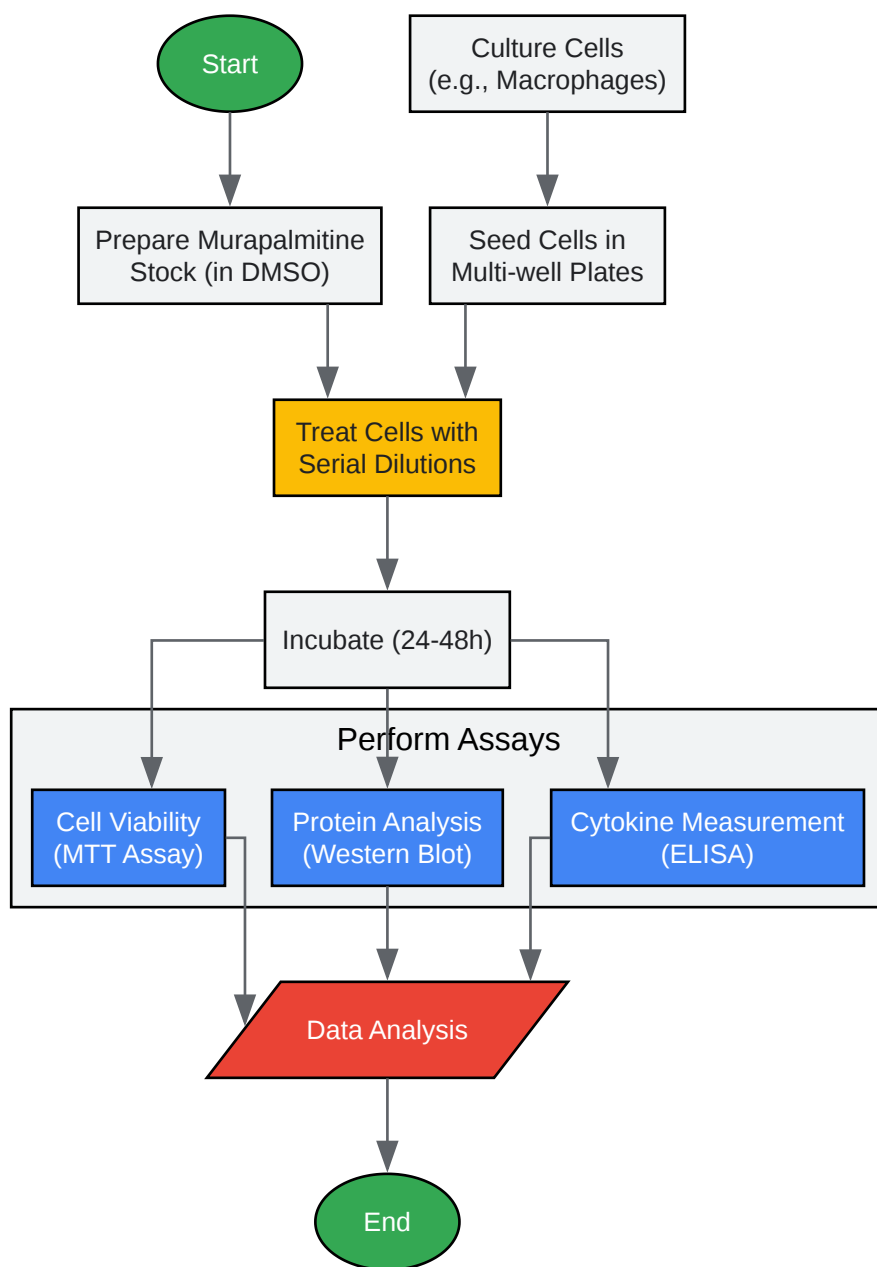 Start
Culture Cells
(e.g., Macrophages)
Prepare Murapalmitine
Stock (in DMSO)
Seed Cells in
Multi-well Plates
Treat Cells with
Serial Dilutions
Incubate (24-48h)
Perform Assays
Cell Viability
(MTT Assay)
Protein Analysis
(Western Blot)
Cytokine Measurement
(ELISA)
Data Analysis
End